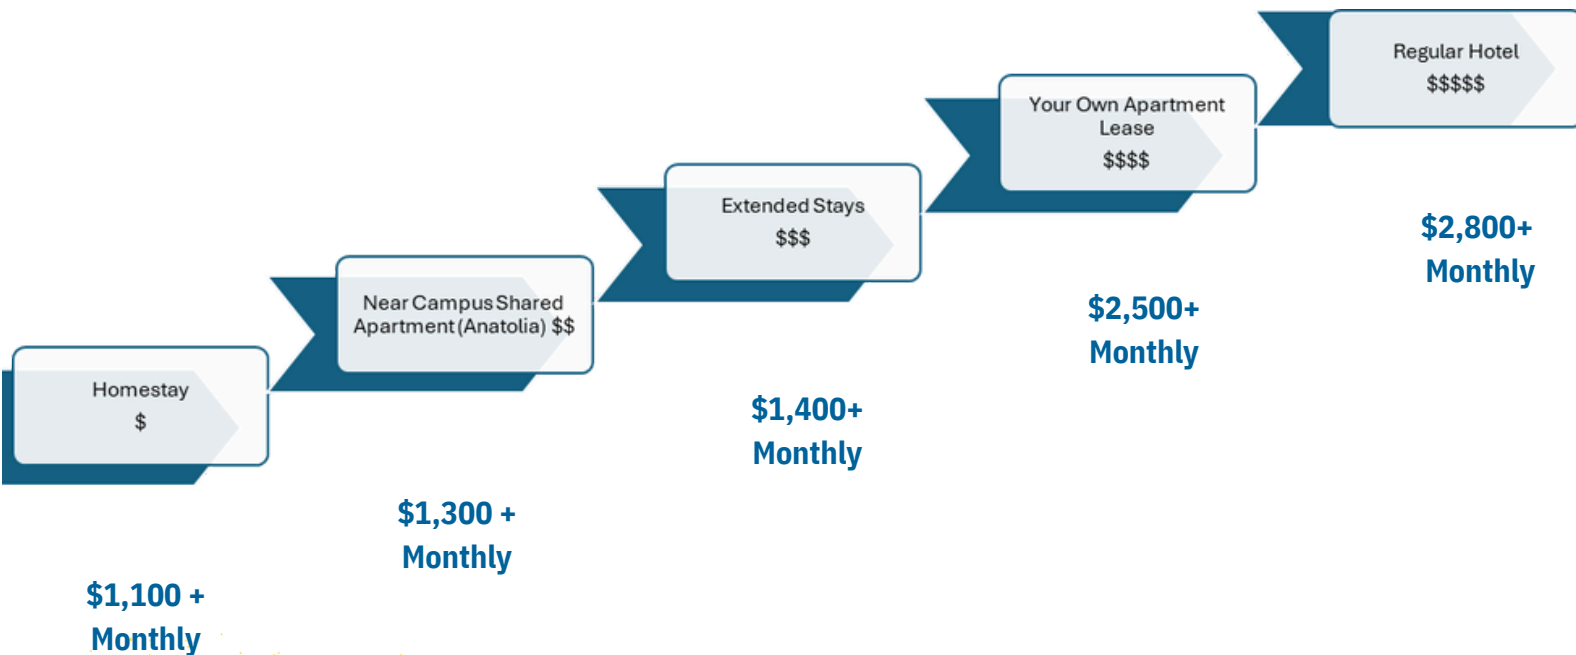 Homestay
$
$1,100 +
Monthly
Near Campus Shared
Apartment (Anatolia) $$
$1,300 +
Monthly
Extended Stays
$$$
$1,400+
Monthly
Your Own Apartment
Lease
$$$$
$2,500+
Monthly
Regular Hotel
$$$$$
$2,800+
Monthly